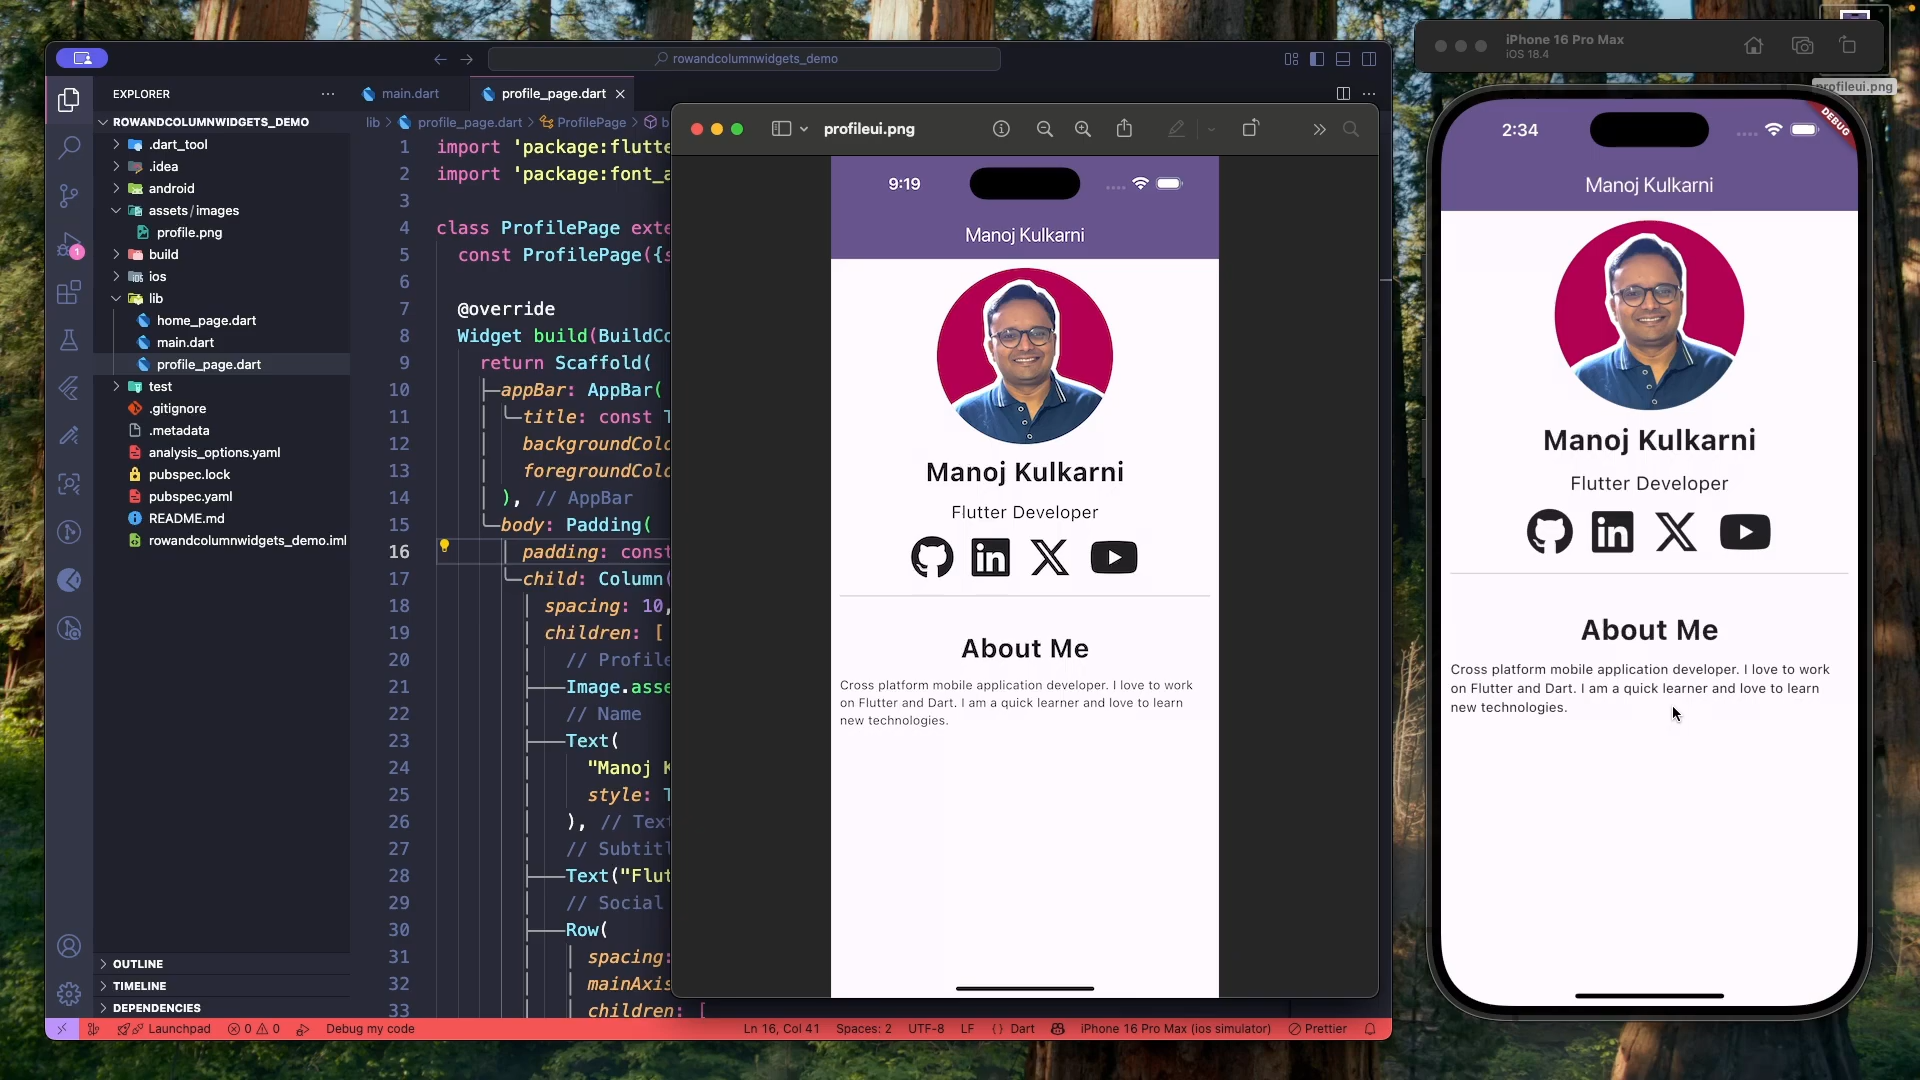 rowandcolumnwidgets_demo
EXPLORER
ROWANDCOLUMNWIDGETS_DEMO
.dart_tool
.idea
android
assets/images
profile.png
build
ios
lib
home_page.dart
main.dart
profile_page.dart
test
.gitignore
.metadata
analysis_options.yaml
pubspec.lock
pubspec.yaml
README.md
rowandcolumnwidgets_demo.iml
OUTLINE
TIMELINE
DEPENDENCIES
1
main.dart
profile_page.dart
lib > profile_page.dart > ProfilePage > b
1 import 'package:flutte
2 import 'package:font_a
3
4 class ProfilePage exte
5 const ProfilePage({s
6
7 @override
8 Widget build(BuildCo
9 return Scaffold(
10 appBar: AppBar(
11 title: const T
12 backgroundColo
13 foregroundColo
14 ), // AppBar
15 body: Padding(
16 padding: const
17 child: Column(
18 spacing: 10,
19 children: [
20 // Profile
21 Image.asse
22 // Name
23 Text(
24 "Manoj K
25 style: T
26 ), // Text
27 // Subtitl
28 Text("Flut
29 // Social
30 Row(
31 spacing:
32 mainAxis
33 children: [
Launchpad
0 0
Debug my code
Ln 16, Col 41
Spaces: 2
UTF-8
LF
{ } Dart
iPhone 16 Pro Max (ios simulator)
Prettier
profileui.png
9:19
Manoj Kulkarni
Manoj Kulkarni
Flutter Developer
in
About Me
Cross platform mobile application developer. I love to work
on Flutter and Dart. I am a quick learner and love to learn
new technologies.
iPhone 16 Pro Max
iOS 18.4
profileui.png
2:34
DEBUG
Manoj Kulkarni
Manoj Kulkarni
Flutter Developer
in
About Me
Cross platform mobile application developer. I love to work
on Flutter and Dart. I am a quick learner and love to learn
new technologies.